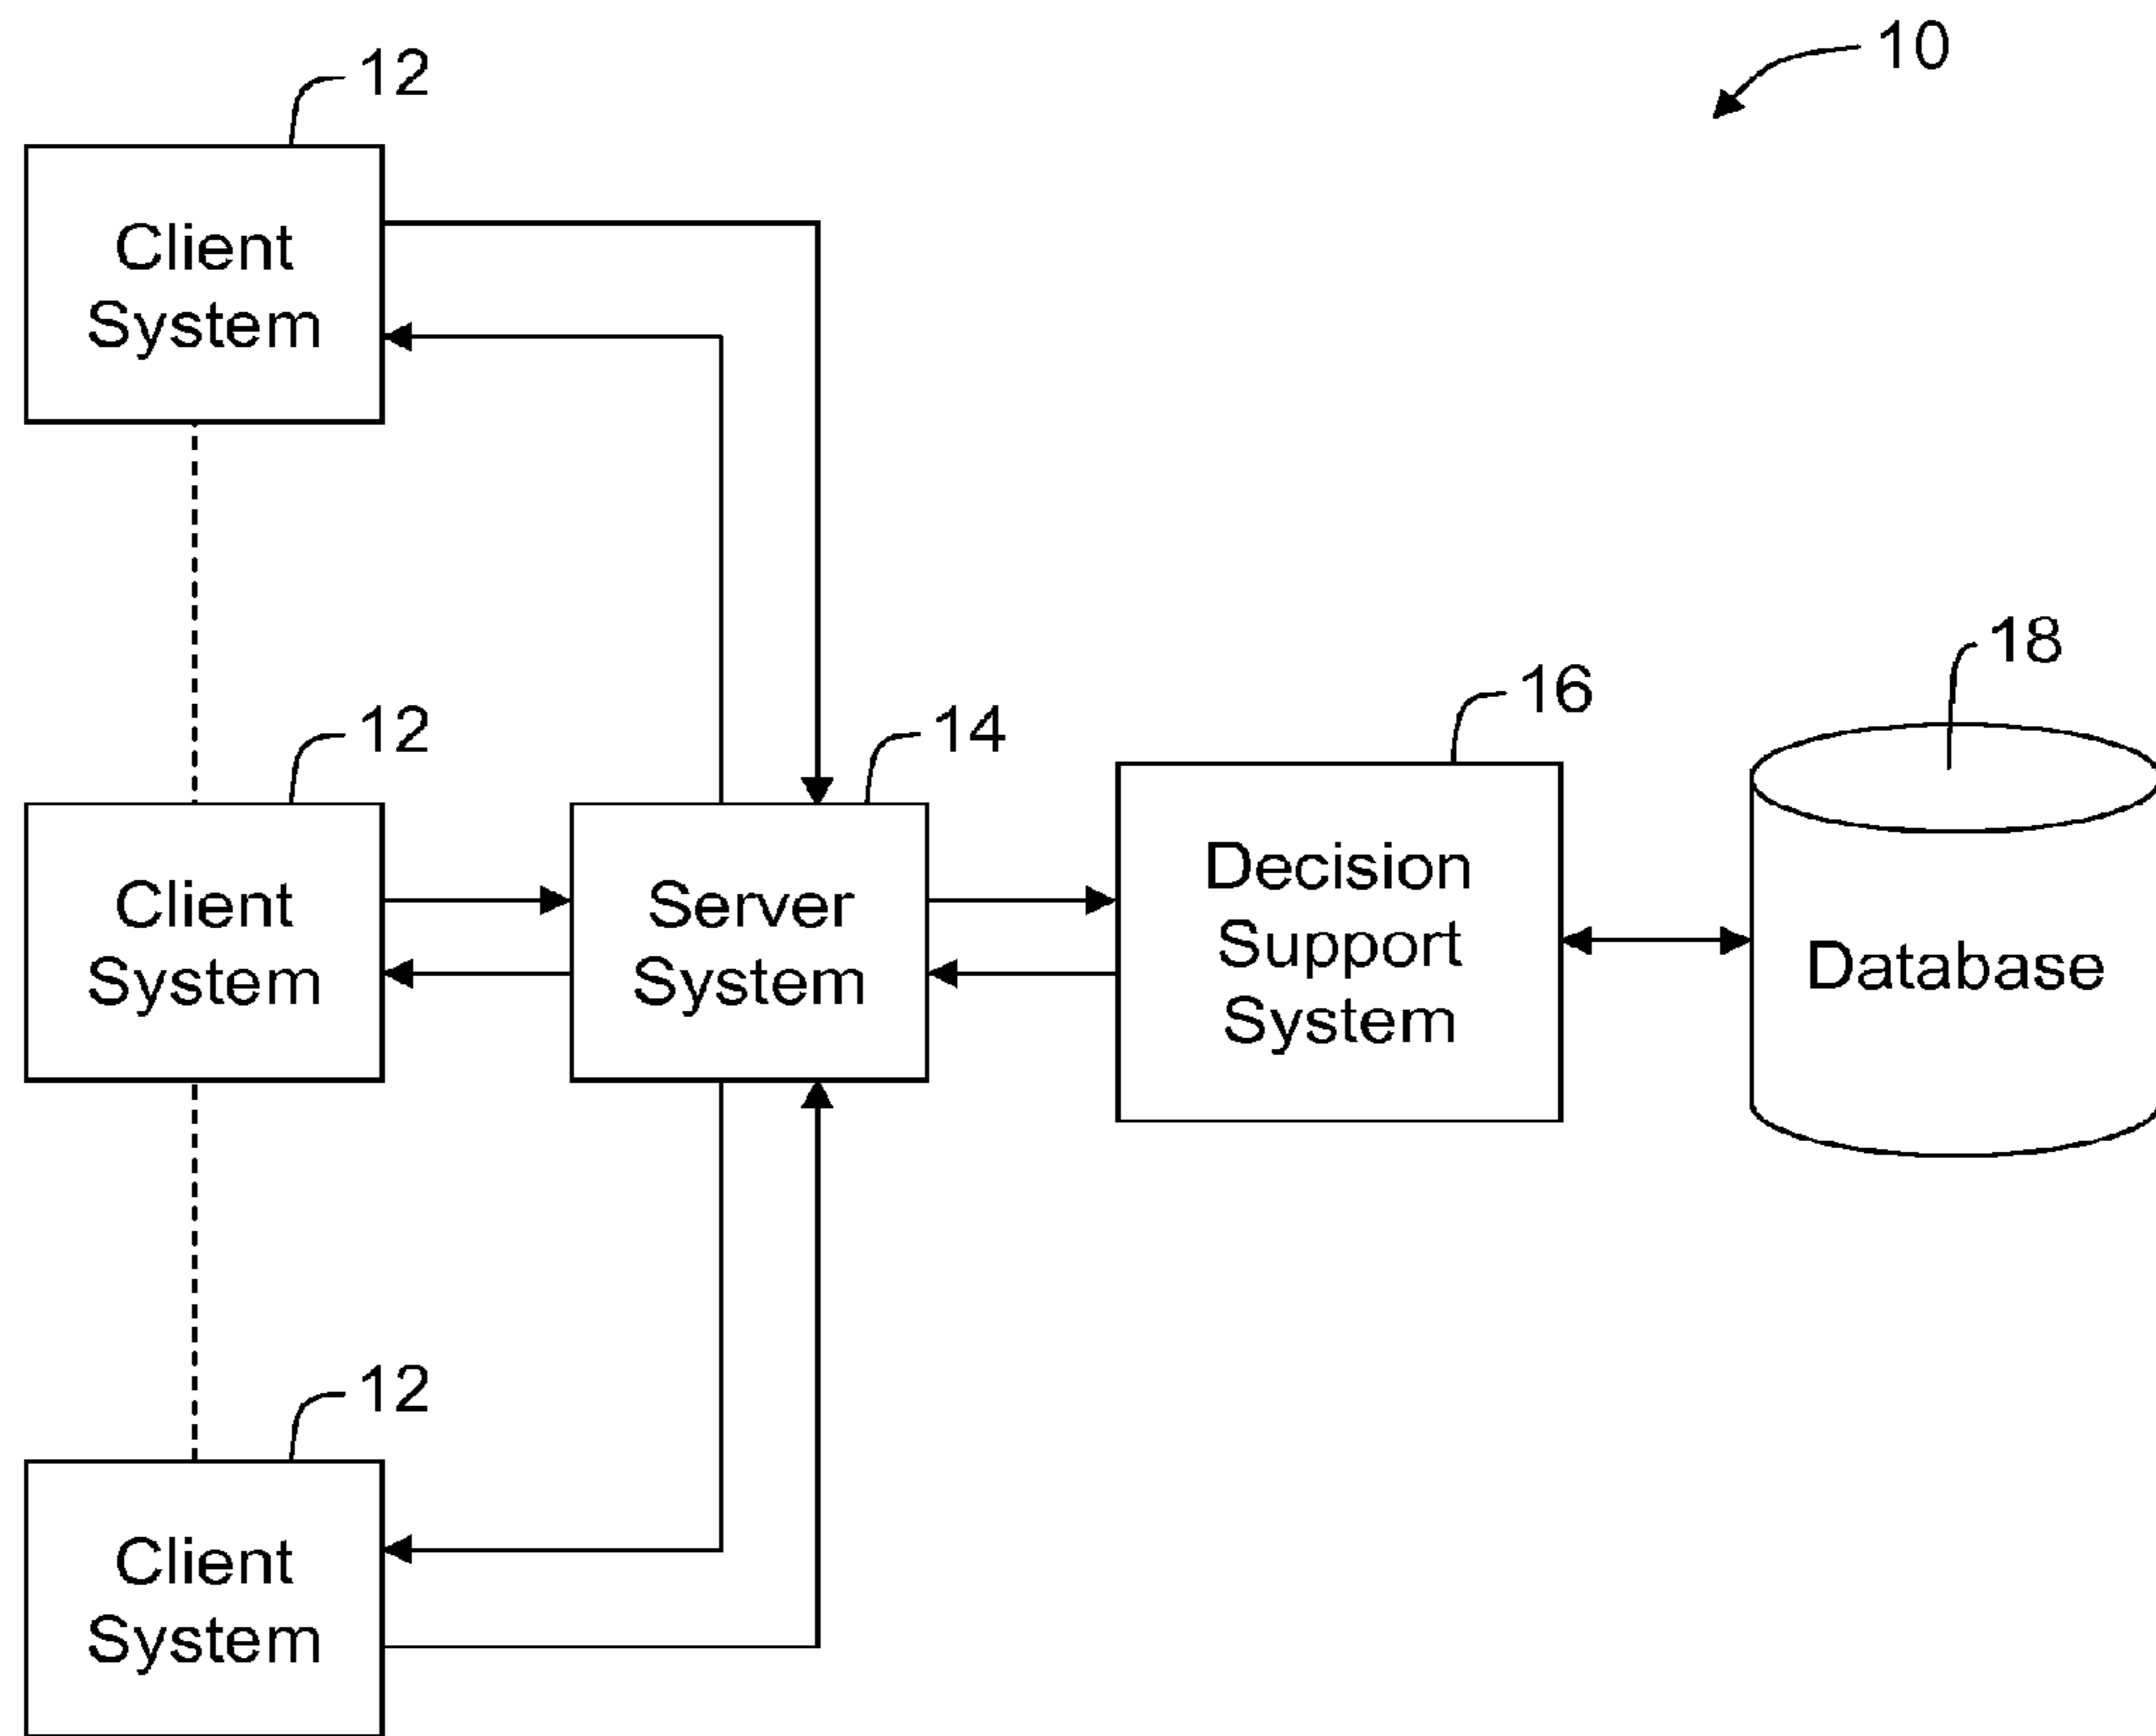 10
12
Client
System
18
16
12
14
Client
System
Server
System
Decision
Support
System
Database
12
Client
System